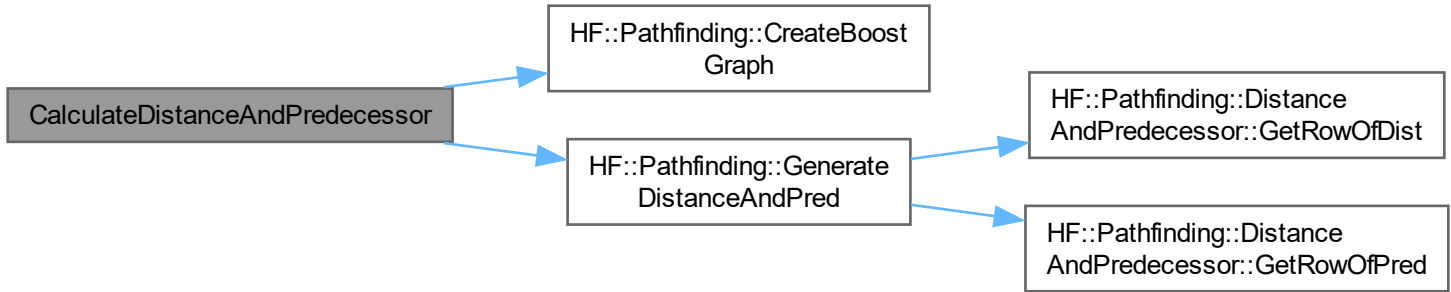 CalculateDistanceAndPredecessor
HF::Pathfinding::CreateBoost
Graph
HF::Pathfinding::Generate
DistanceAndPred
HF::Pathfinding::Distance
AndPredecessor::GetRowOfDist
HF::Pathfinding::Distance
AndPredecessor::GetRowOfPred